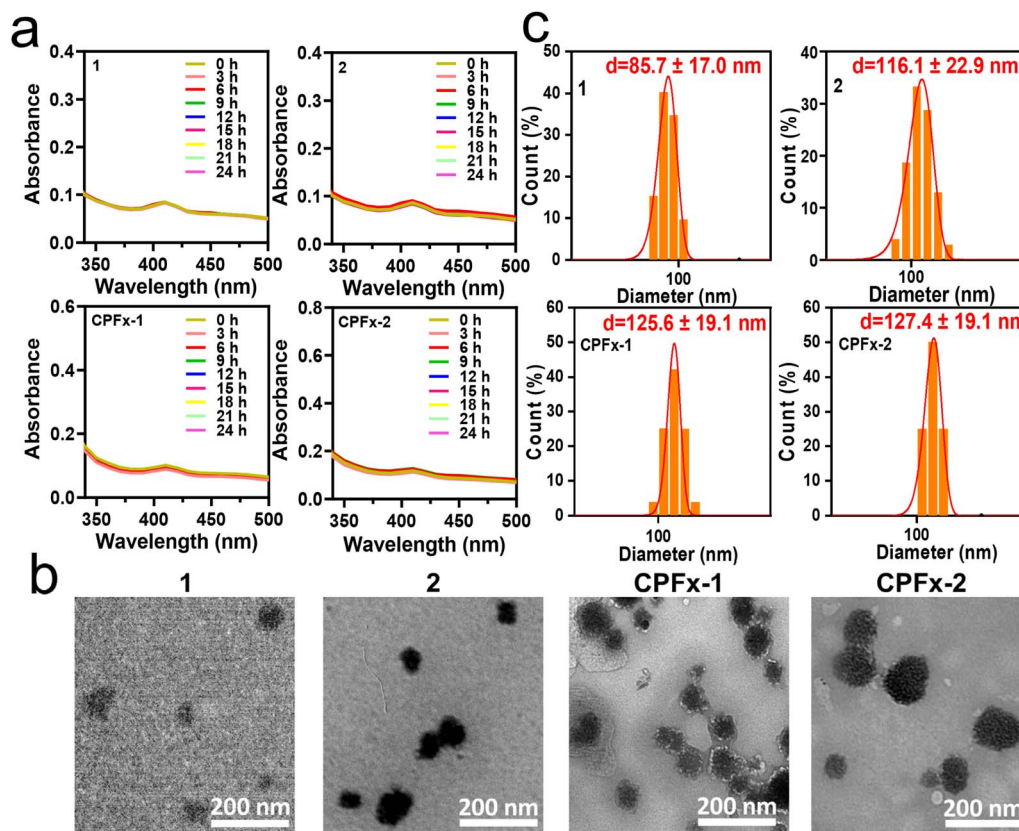 a
0.4
0.3
0.2
0.1
0.0
Absorbance
1
0 h
3 h
6 h
9 h
12 h
15 h
18 h
21 h
24 h
350 400 450 500
Wavelength (nm)
0.4
0.3
0.2
0.1
0.0
Absorbance
2
0 h
3 h
6 h
9 h
12 h
15 h
18 h
21 h
24 h
350 400 450 500
Wavelength (nm)
0.6
0.4
0.2
0.0
Absorbance
CPFx-1
0 h
3 h
6 h
9 h
12 h
15 h
18 h
21 h
24 h
350 400 450 500
Wavelength (nm)
0.8
0.6
0.4
0.2
0.0
Absorbance
CPFx-2
0 h
3 h
6 h
9 h
12 h
15 h
18 h
21 h
24 h
350 400 450 500
Wavelength (nm)
c
50
40
30
20
10
0
Count (%)
d=85.7 ± 17.0 nm
1
100
Diameter (nm)
40
30
20
10
0
Count (%)
d=116.1 ± 22.9 nm
2
100
Diameter (nm)
60
50
40
30
20
10
0
Count (%)
d=125.6 ± 19.1 nm
CPFx-1
100
Diameter (nm)
60
50
40
30
20
10
0
Count (%)
d=127.4 ± 19.1 nm
CPFx-2
100
Diameter (nm)
b
1
200 nm
2
200 nm
CPFx-1
200 nm
CPFx-2
200 nm